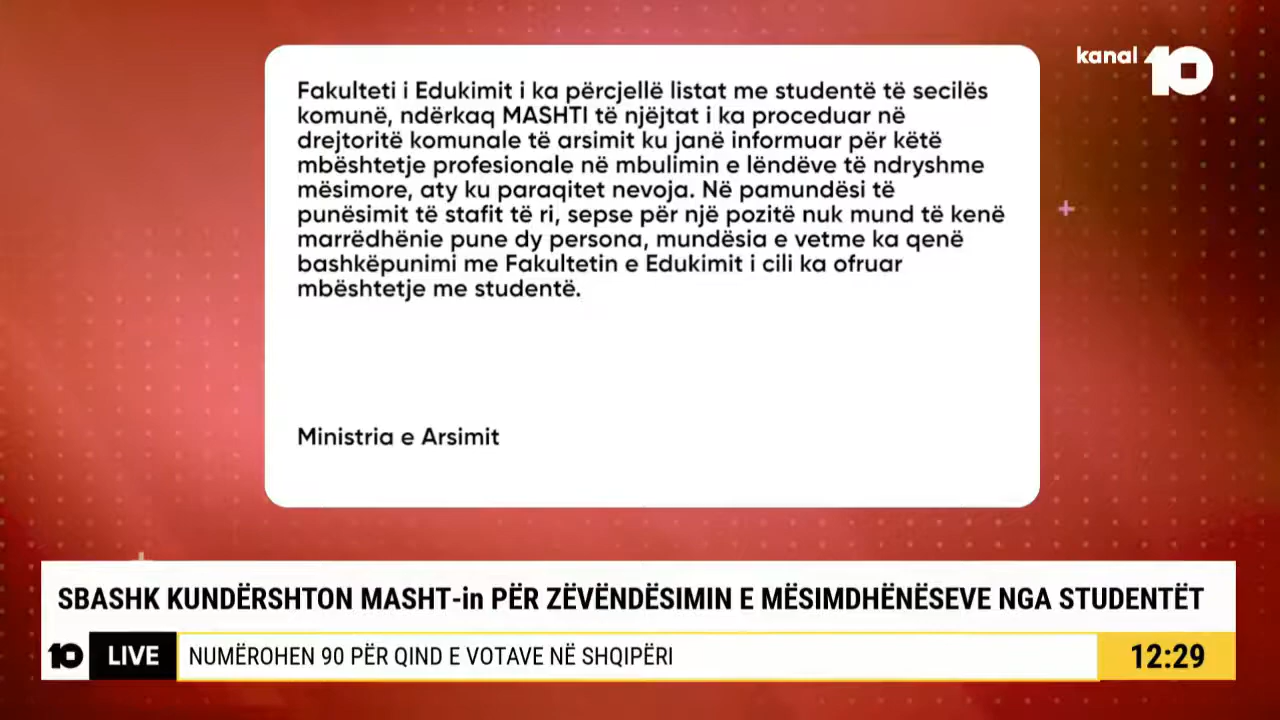 kanal 10
Fakulteti i Edukimit i ka përcjellë listat me studentë të secilës
komunë, ndërkaq MASHTI të njëjtat i ka proceduar në
drejtoritë komunale të arsimit ku janë informuar për këtë
mbështetje profesionale në mbulimin e lëndëve të ndryshme
mësimore, aty ku paraqitet nevoja. Në pamundësi të
punësimit të stafit të ri, sepse për një pozitë nuk mund të kenë
marrëdhënie pune dy persona, mundësia e vetme ka qenë
bashkëpunimi me Fakultetin e Edukimit i cili ka ofruar
mbështetje me studentë.
Ministria e Arsimit
SBASHK KUNDËRSHTON MASHT-in PËR ZËVËNDËSIMIN E MËSIMDHËNËSEVE NGA STUDENTËT
10 LIVE NUMËROHEN 90 PËR QIND E VOTAVE NË SHQIPËRI 12:29